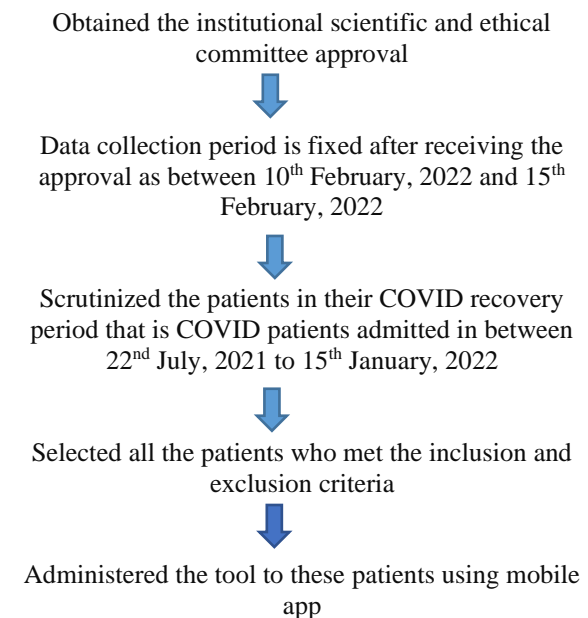 Obtained the institutional scientific and ethical
committee approval
Data collection period is fixed after receiving the
approval as between 10th February, 2022 and 15th
February, 2022
Scrutinized the patients in their COVID recovery
period that is COVID patients admitted in between
22nd July, 2021 to 15th January, 2022
Selected all the patients who met the inclusion and
exclusion criteria
Administered the tool to these patients using mobile
app